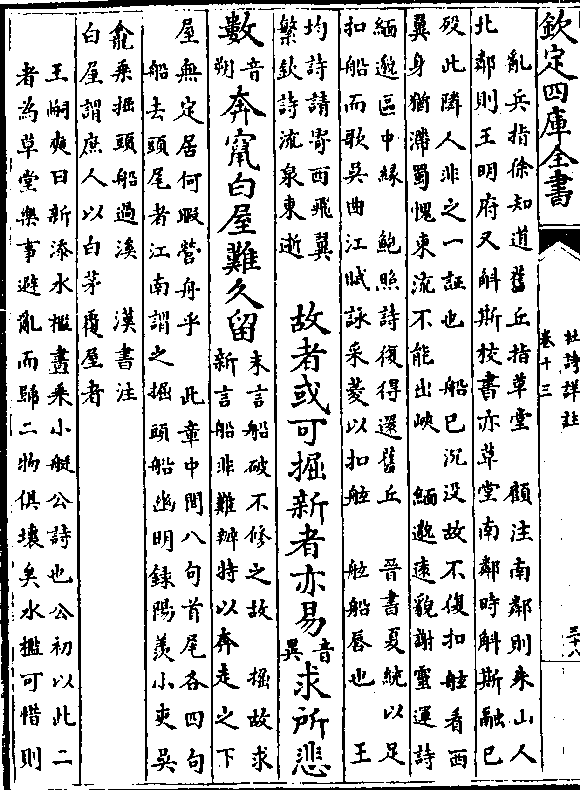 欽定四庫全書
杜詩詳註
卷十三
三十八
亂兵指徐知道舊丘指草堂 顧注南鄰則朱山人
北鄰則王明府又斛斯校書亦草堂南鄰時斛斯融已
殁此隣人非之一証也 船已沉没故不復扣舷看西
翼身猶滯蜀愧東流不能出峽 緬邈逺貌謝靈運詩
緬邈區中縁 鮑照詩復得還舊丘 晉書夏統以足
扣船而歌吳曲江賦詠采菱以扣舷 舷船唇也 王
均詩請寄西飛翼
繁欽詩流泉東逝
故者或可掘新者亦易音異求所悲
數音朔奔竄白屋難久留
末言船破不修之故 掘故求
新言船非難辦特以奔走之下
屋無定居何暇營舟乎 此章中間八句首尾各四句
船去頭尾者江南謂之掘頭船幽明録陽羨小吏吳
龕乘掘頭船過溪 漢書注
白屋謂庶人以白茅覆屋者
王嗣奭曰新添水檻晝乘小艇公詩也公初以此二
者為草堂樂事避亂而歸二物俱壊矣水檻可惜則